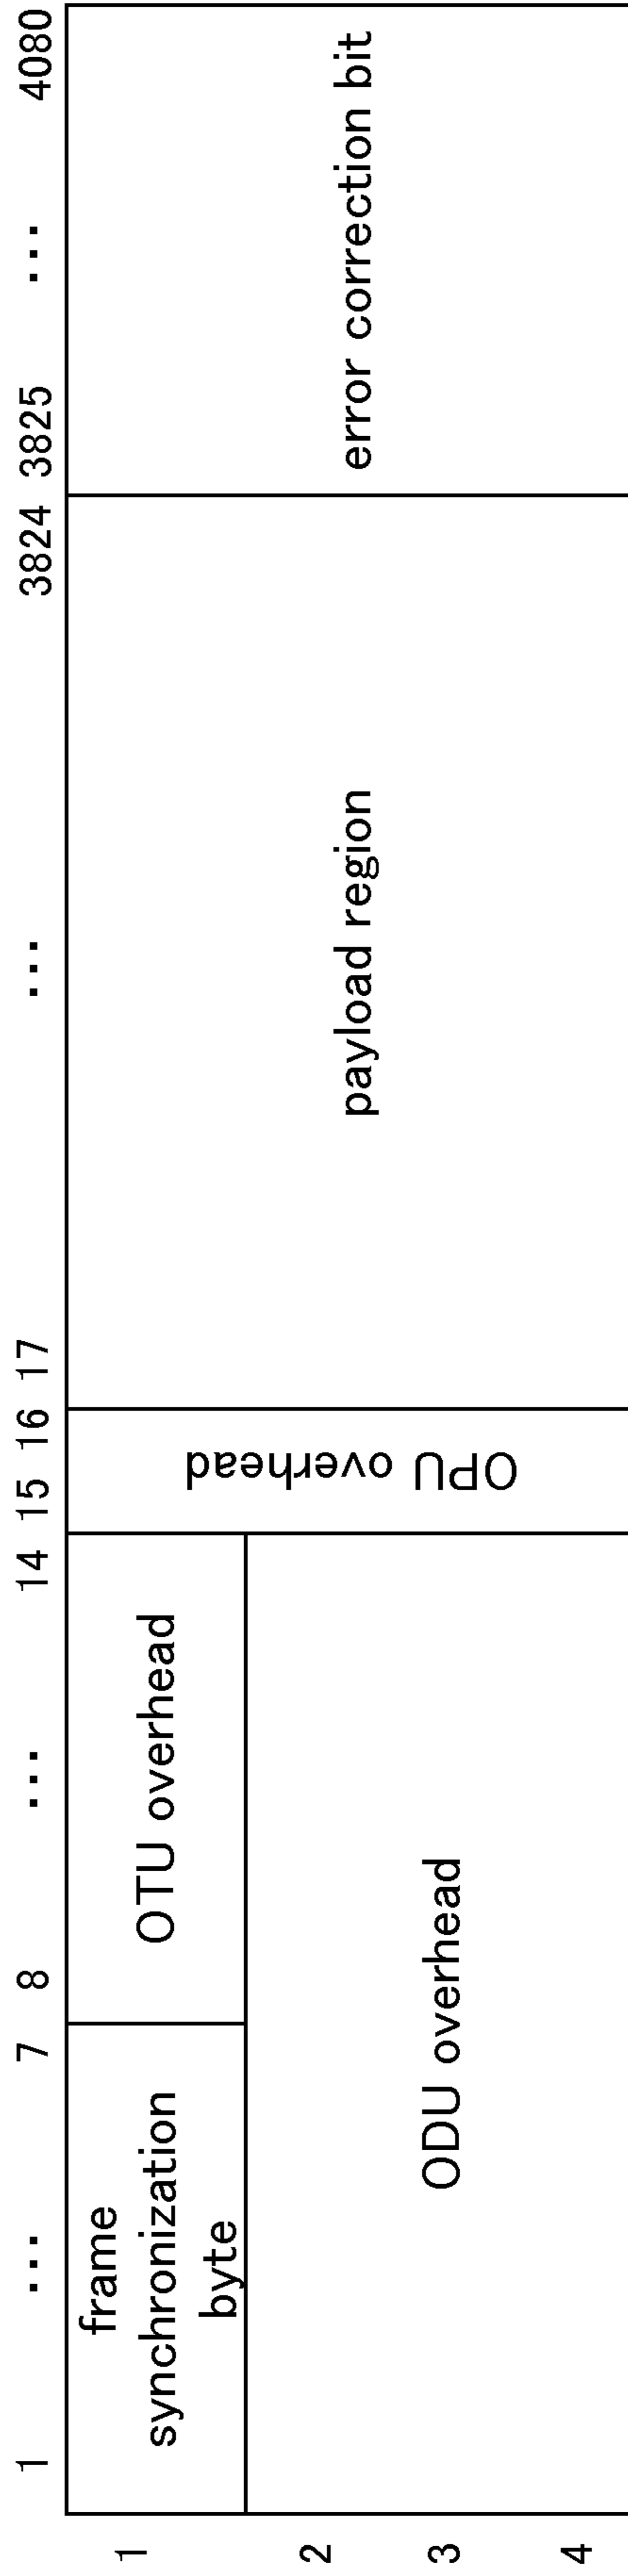 1 ... 7 8 ... 14 15 16 17 ... 3824 3825 ... 4080
1
2
3
4
frame
synchronization
byte
OTU overhead
ODU overhead
OPU overhead
payload region
error correction bit